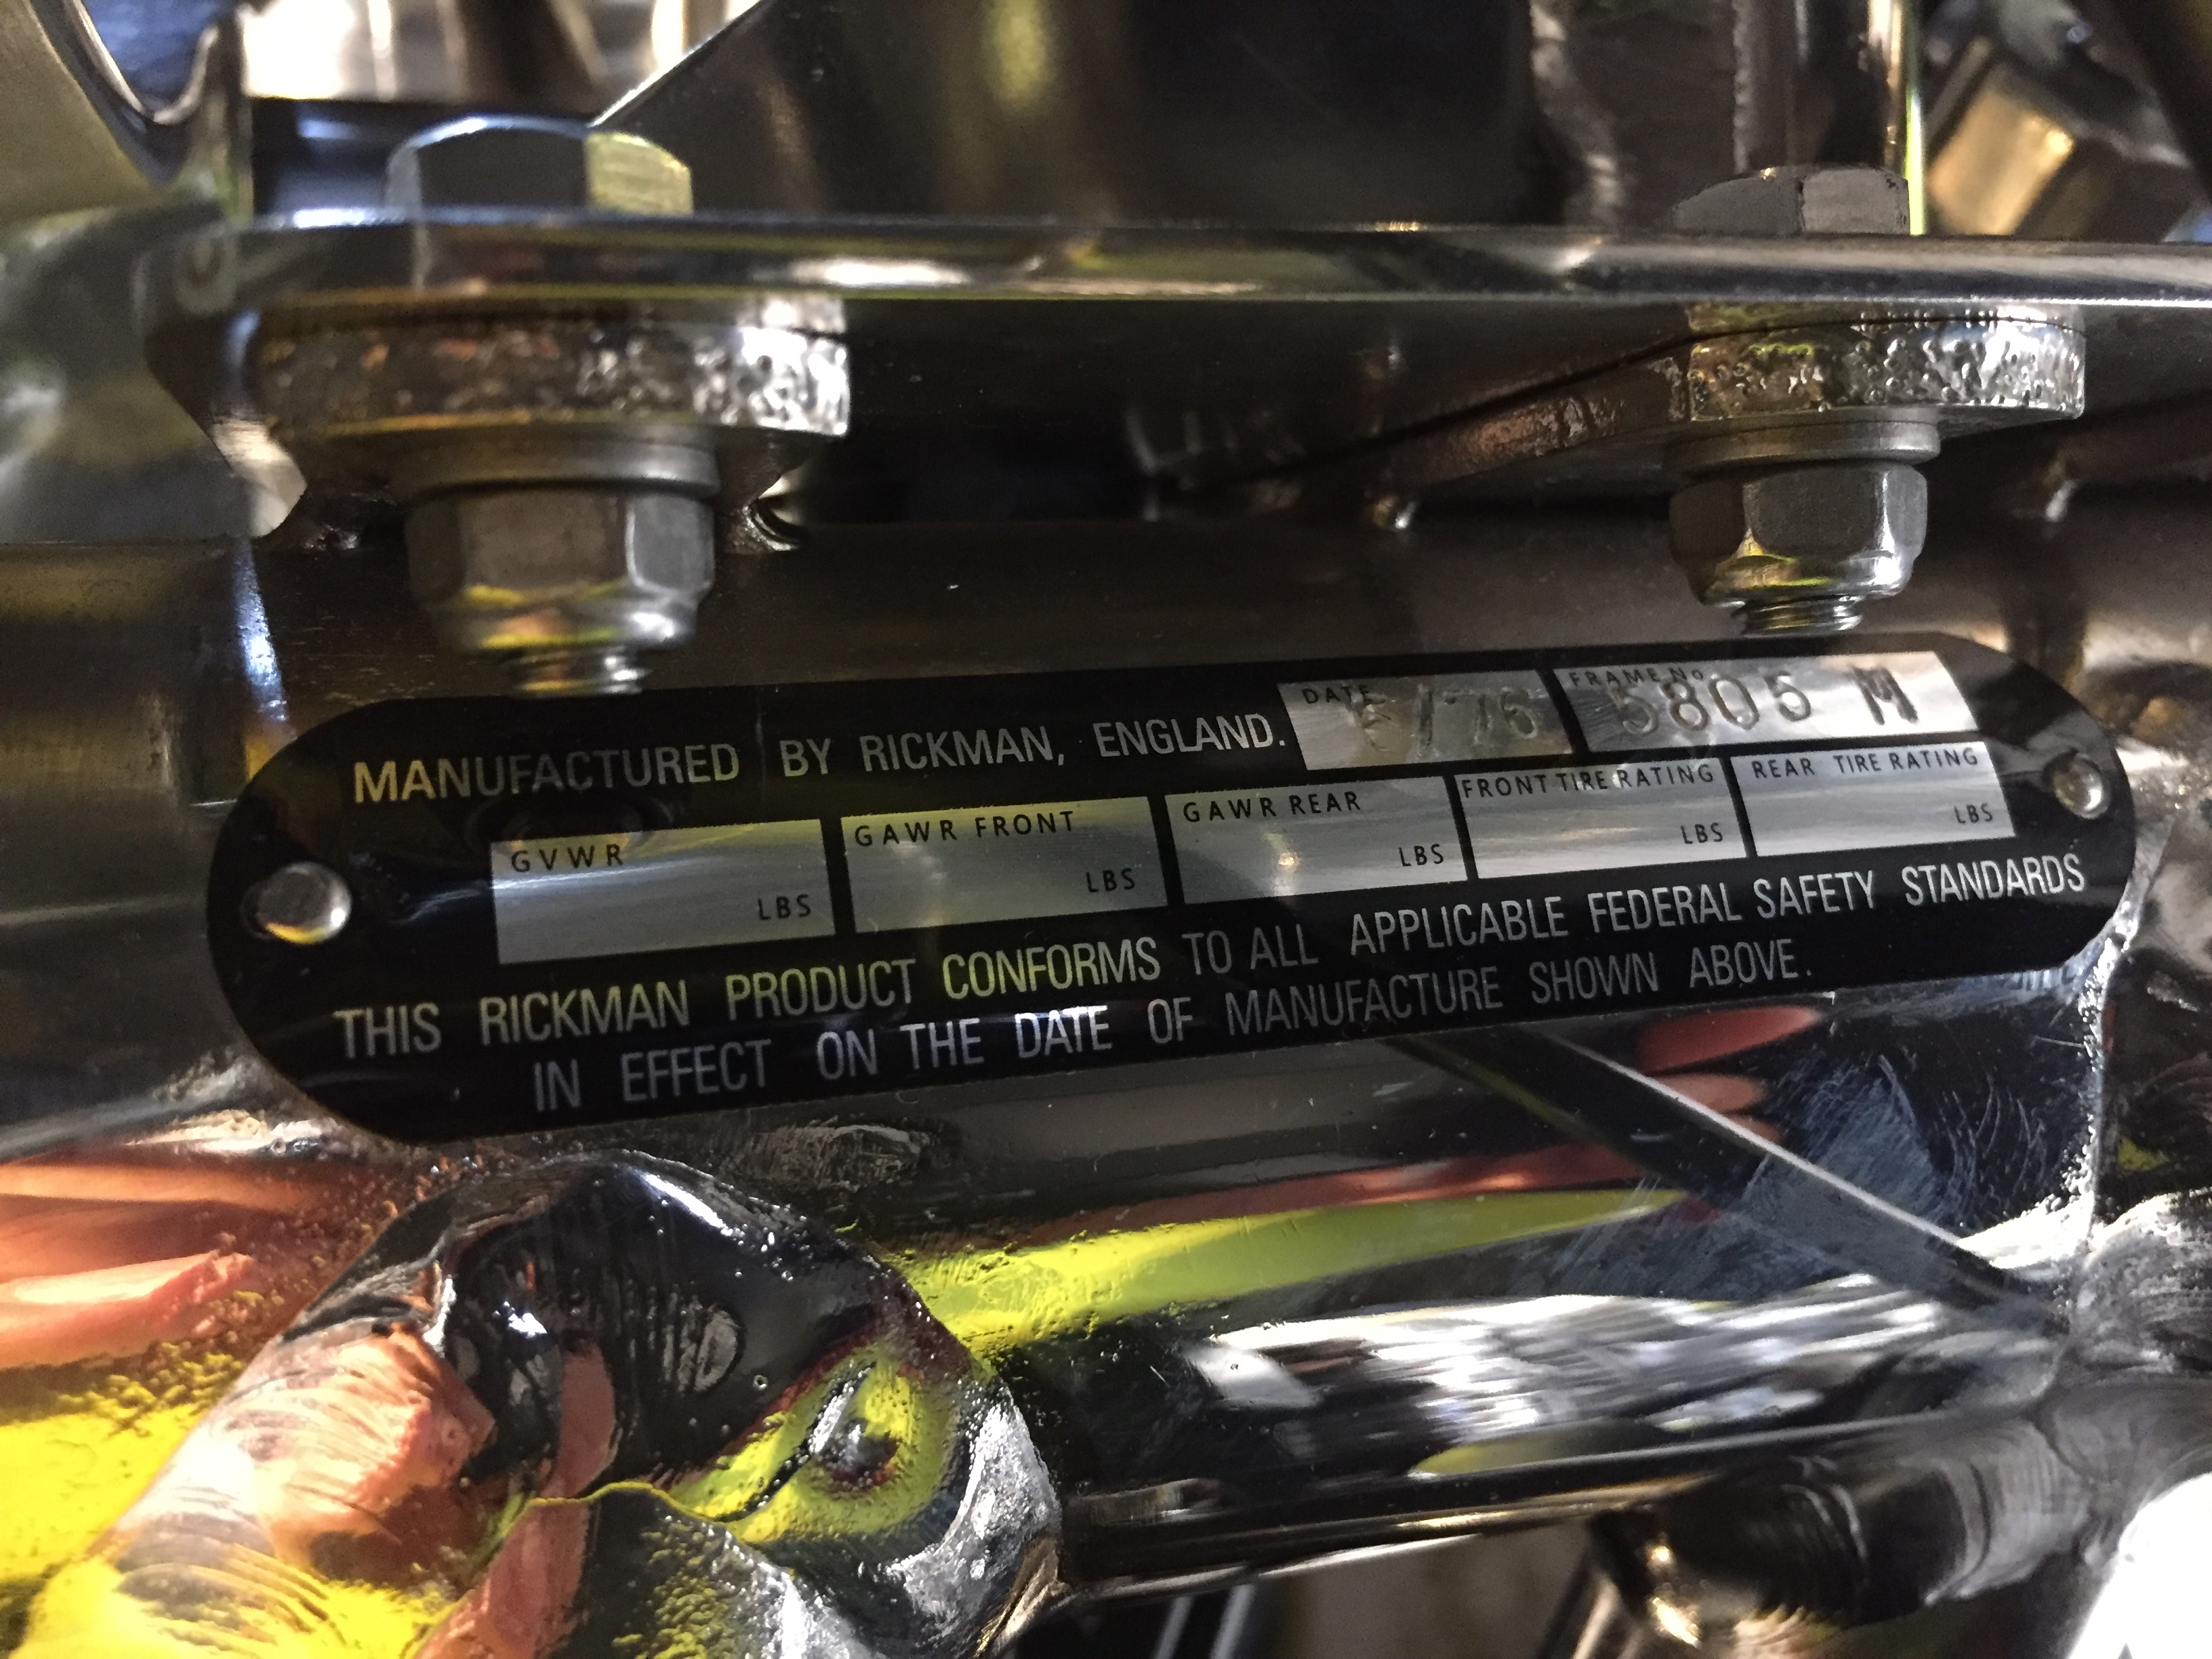 MANUFACTURED BY RICKMAN, ENGLAND.
DATE /76
FRAME No 5805 M
GVWR LBS
GAWR FRONT LBS
GAWR REAR LBS
FRONT TIRE RATING LBS
REAR TIRE RATING LBS
THIS RICKMAN PRODUCT CONFORMS TO ALL APPLICABLE FEDERAL SAFETY STANDARDS
IN EFFECT ON THE DATE OF MANUFACTURE SHOWN ABOVE.